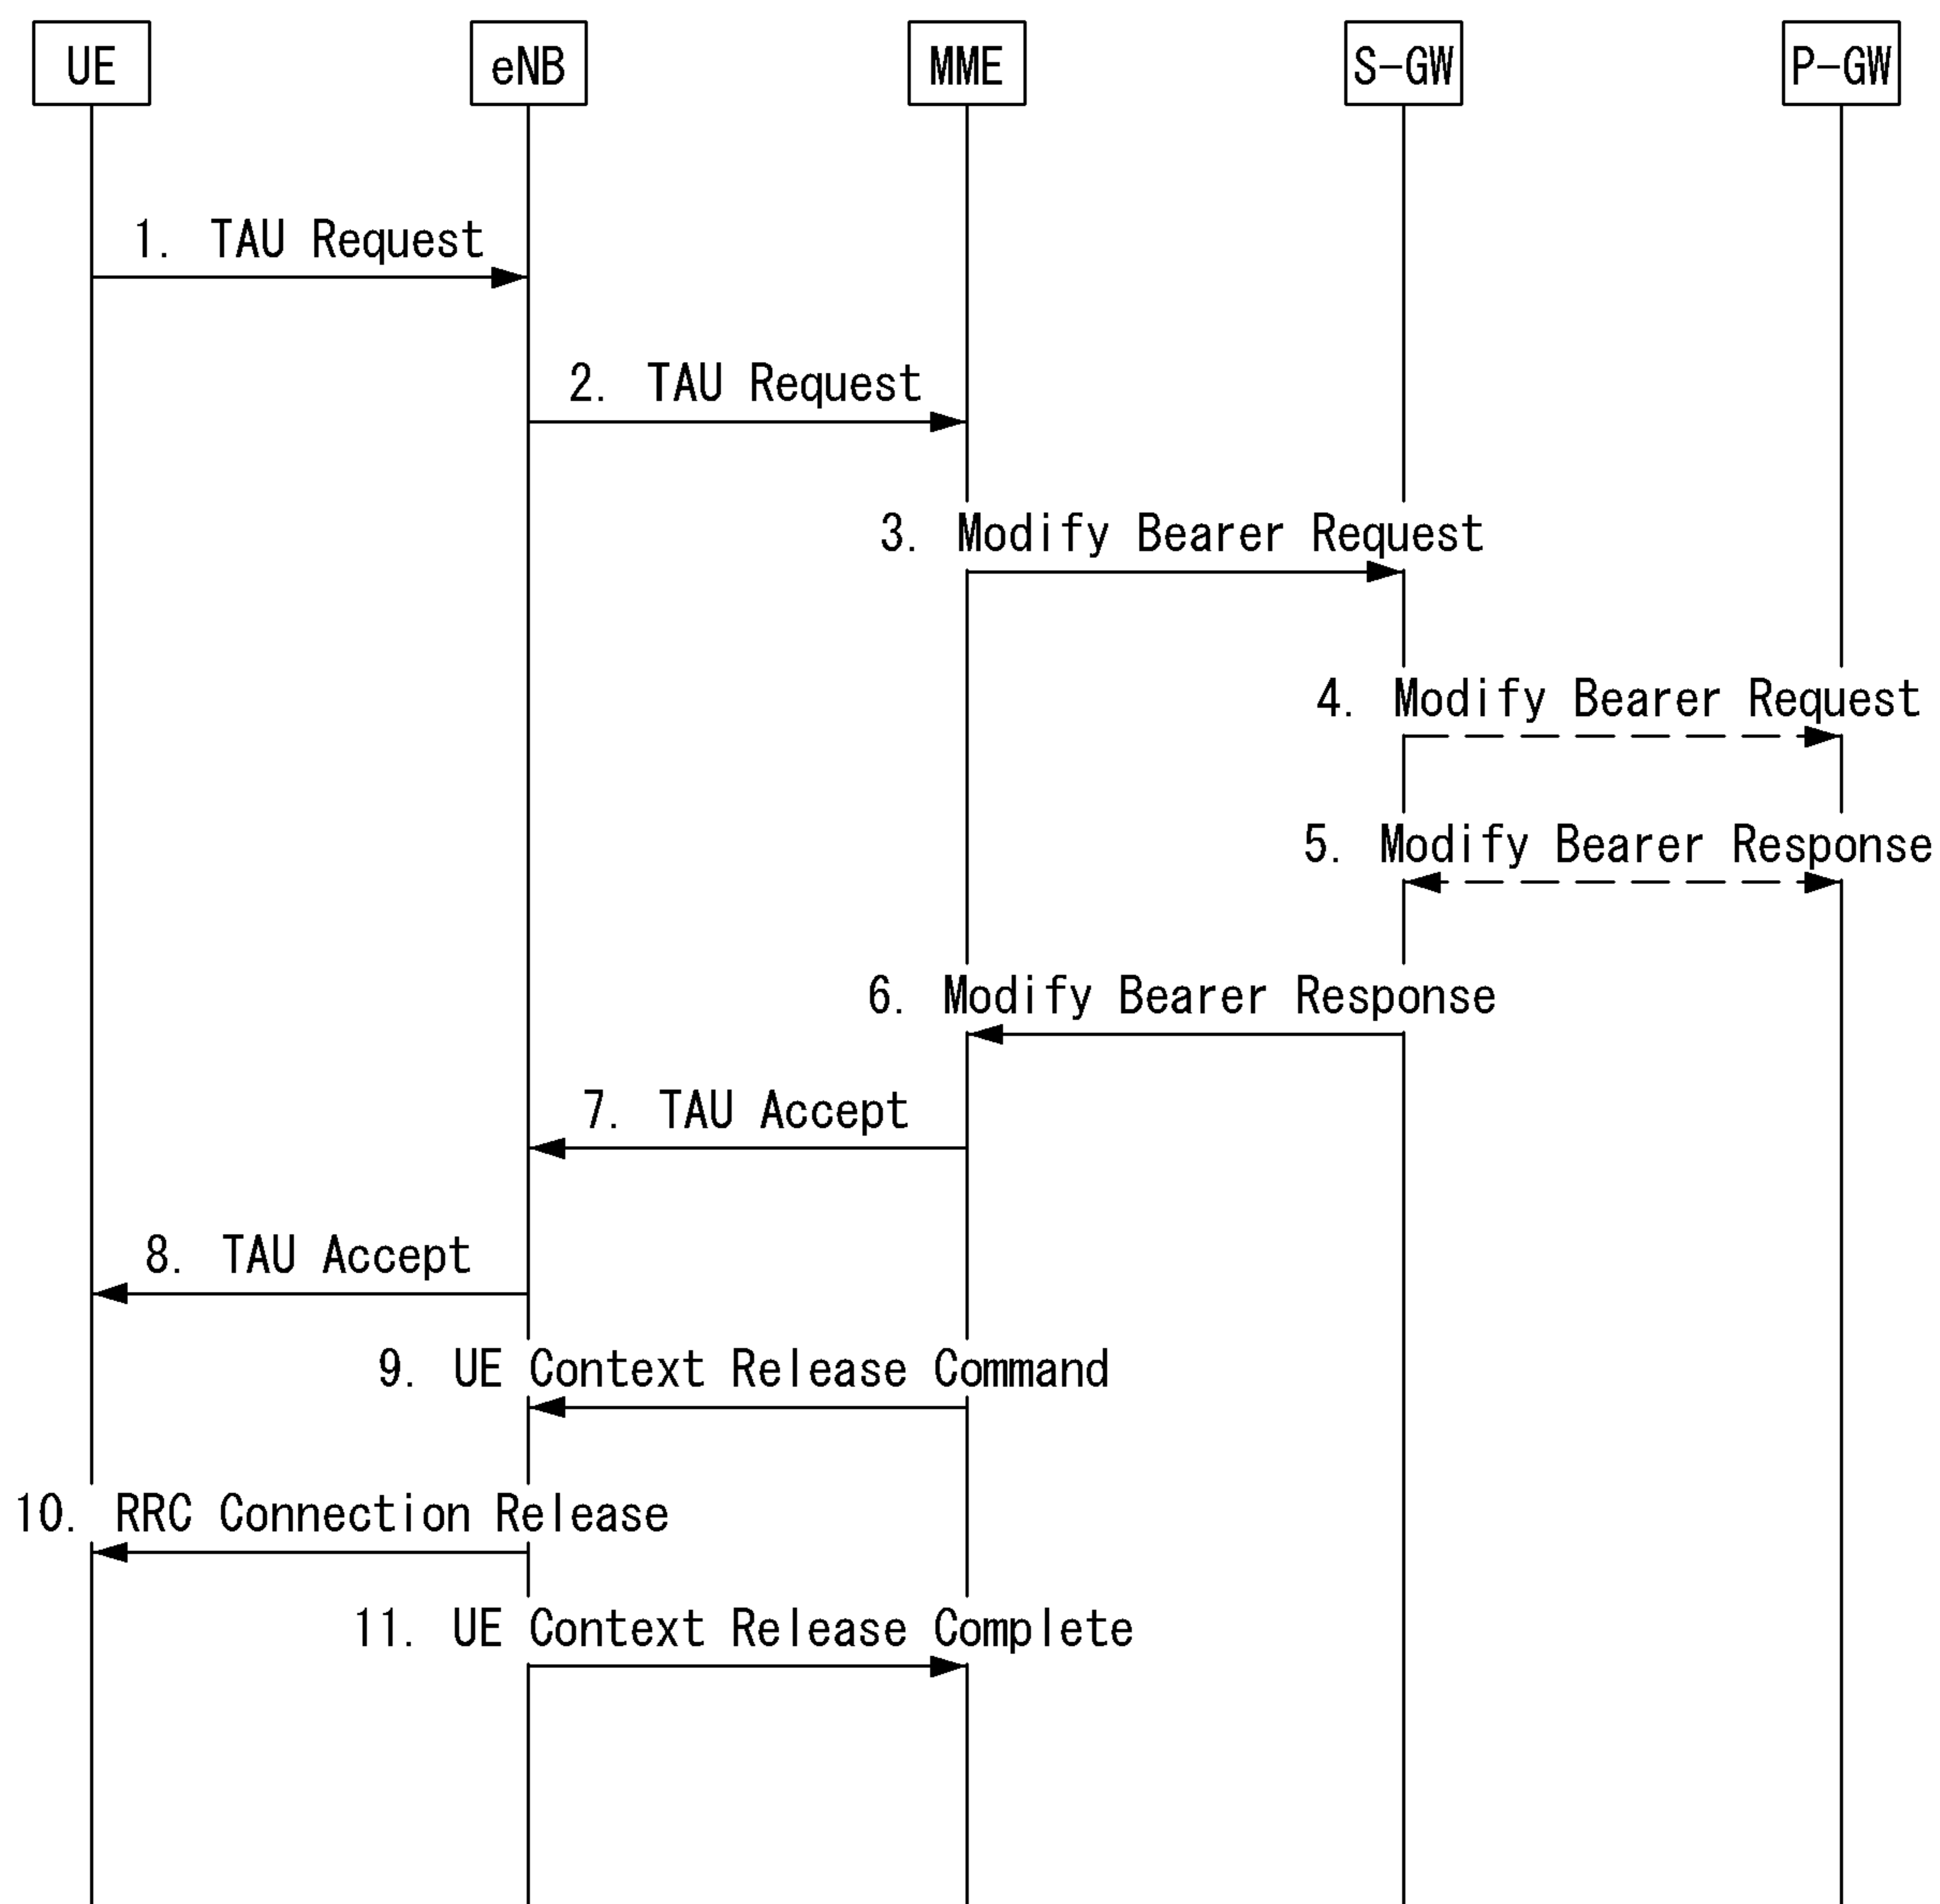 UE eNB MME S-GW P-GW
1. TAU Request
2. TAU Request
3. Modify Bearer Request
4. Modify Bearer Request
5. Modify Bearer Response
6. Modify Bearer Response
7. TAU Accept
8. TAU Accept
9. UE Context Release Command
10. RRC Connection Release
11. UE Context Release Complete